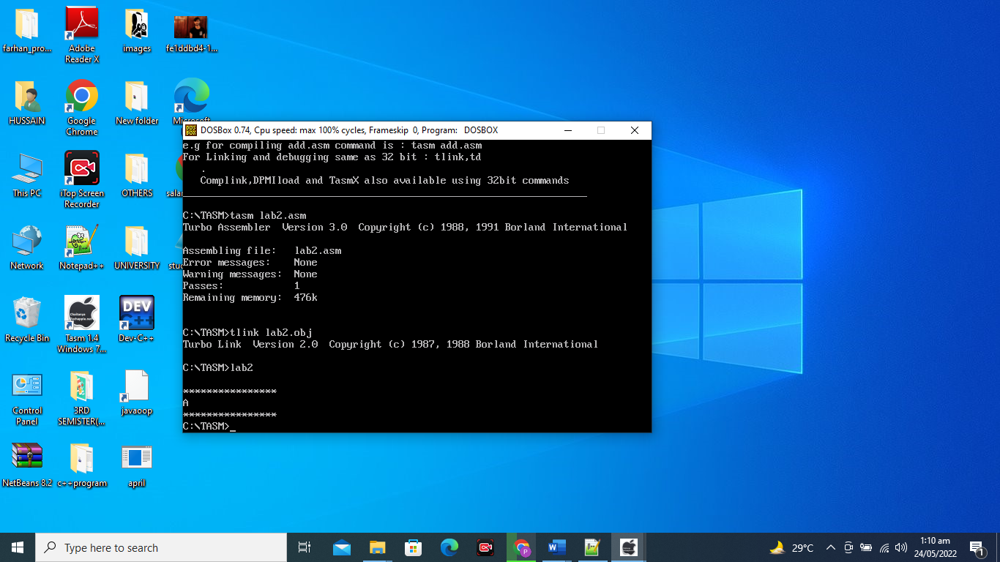 farhan_pro...
Adobe
Reader X
images
fe1ddbd4-1...
HUSSAIN
Google
Chrome
New folder
Microsoft
This PC
iTop Screen
Recorder
OTHERS
Network
Notepad++
UNIVERSITY
Recycle Bin
Tasm 1.4
Windows 7...
DEV
C++
Dev-C++
Control
Panel
3RD
SEMISTER(...
javaoop
NetBeans 8.2
c++program
april
DOS
BOX
DOSBox 0.74, Cpu speed: max 100% cycles, Frameskip 0, Program: DOSBOX
e.g for compiling add.asm command is : tasm add.asm
For Linking and debugging same as 32 bit : tlink,td
.
Complink,DPMIload and TasmX also available using 32bit commands
C:\TASM>tasm lab2.asm
Turbo Assembler Version 3.0 Copyright (c) 1988, 1991 Borland International
Assembling file: lab2.asm
Error messages: None
Warning messages: None
Passes: 1
Remaining memory: 476k
C:\TASM>tlink lab2.obj
Turbo Link Version 2.0 Copyright (c) 1987, 1988 Borland International
C:\TASM>lab2
****************
A
****************
C:\TASM>_
Type here to search
29°C
1:10 am
24/05/2022
1